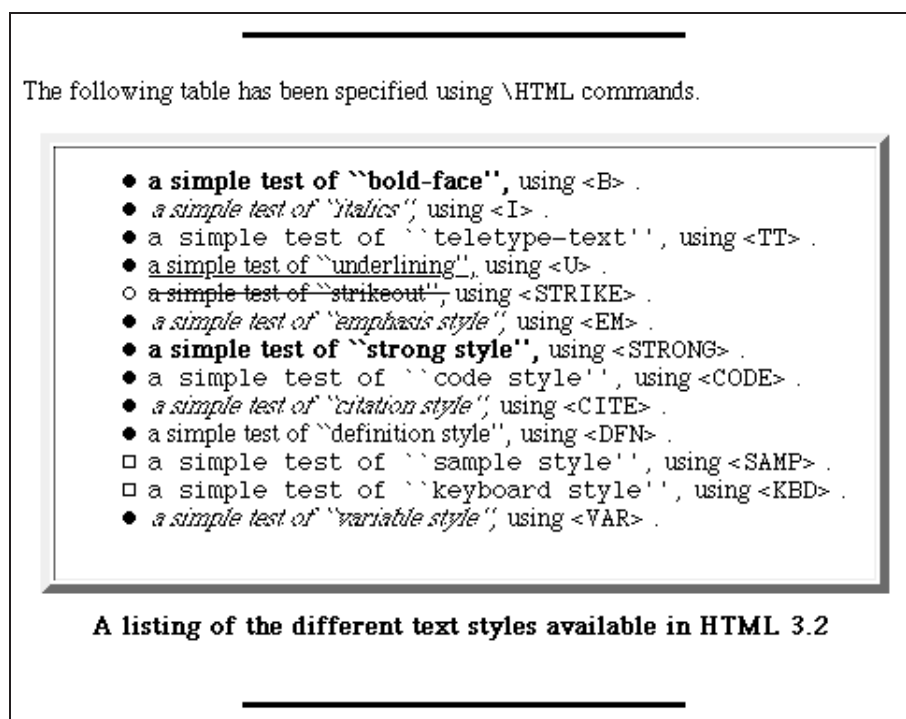 The following table has been specified using \HTML commands.
● a simple test of ``bold-face'', using <B> .
● a simple test of ``italics'', using <I> .
● a simple test of ``teletype-text'', using <TT> .
● a simple test of ``underlining'', using <U> .
○ a simple test of ``strikeout'', using <STRIKE> .
● a simple test of ``emphasis style'', using <EM> .
● a simple test of ``strong style'', using <STRONG> .
● a simple test of ``code style'', using <CODE> .
● a simple test of ``citation style'', using <CITE> .
● a simple test of ``definition style'', using <DFN> .
□ a simple test of ``sample style'', using <SAMP> .
□ a simple test of ``keyboard style'', using <KBD> .
● a simple test of ``variable style'', using <VAR> .
A listing of the different text styles available in HTML 3.2